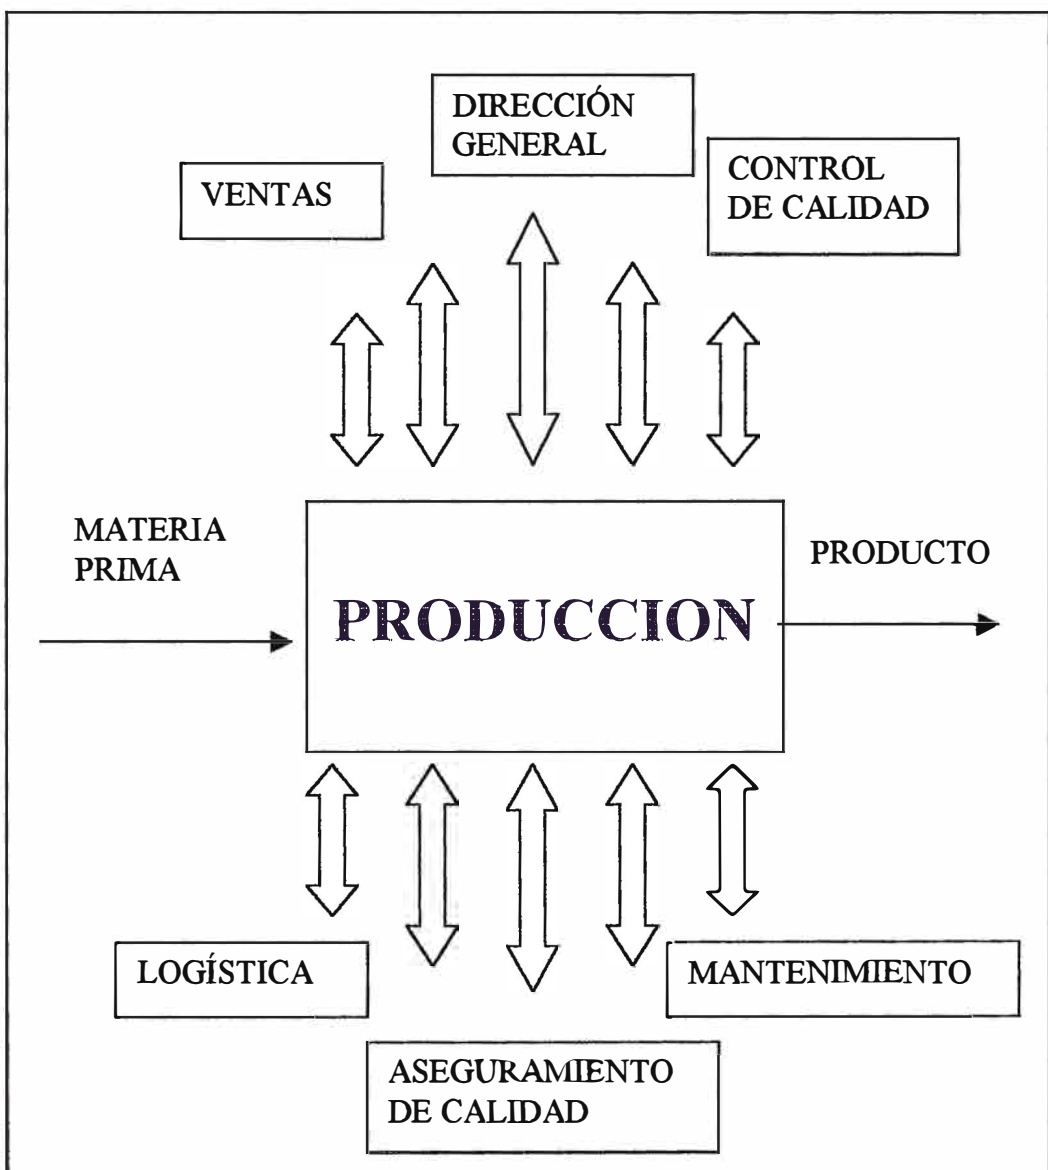 DIRECCIÓN
GENERAL
VENTAS
CONTROL
DE CALIDAD
MATERIA
PRIMA
PRODUCTO
PRODUCCION
LOGÍSTICA
MANTENIMIENTO
ASEGURAMIENTO
DE CALIDAD